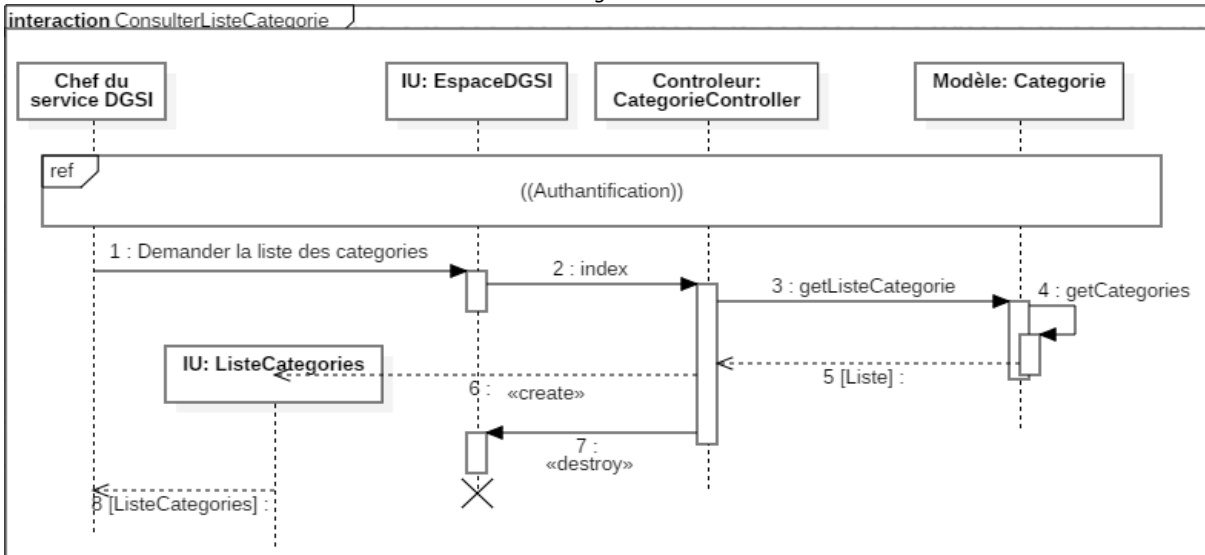 interaction ConsulterListeCategorie
Chef du
service DGSI
IU: EspaceDGSI
Controleur:
CategorieController
Modèle: Categorie
ref
((Authantification))
1 : Demander la liste des categories
2 : index
3 : getListeCategorie
4 : getCategories
IU: ListeCategories
5 [Liste] :
6 :
«create»
7 :
«destroy»
8 [ListeCategories] :